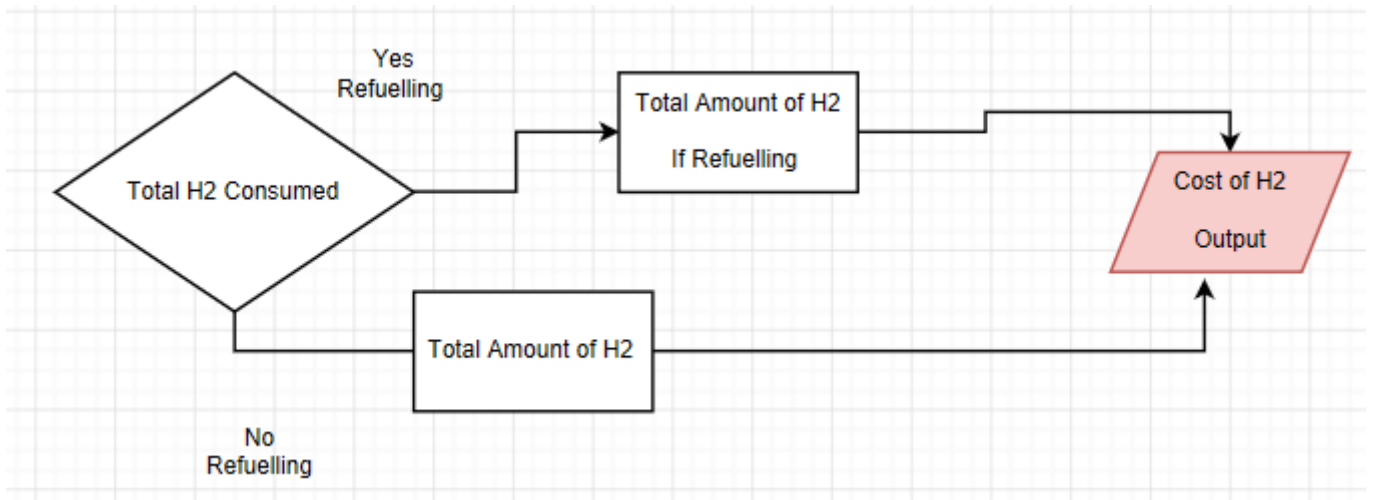 Yes
Refuelling
Total Amount of H2
If Refuelling
Total H2 Consumed
Cost of H2
Output
Total Amount of H2
No
Refuelling